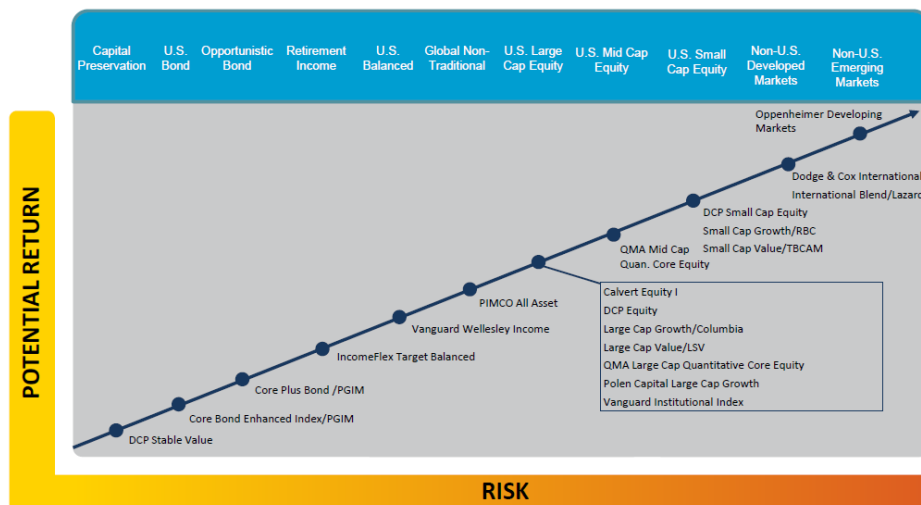 Capital
Preservation
U.S.
Bond
Opportunistic
Bond
Retirement
Income
U.S.
Balanced
Global Non-
Traditional
U.S. Large
Cap Equity
U.S. Mid Cap
Equity
U.S. Small
Cap Equity
Non-U.S.
Developed
Markets
Non-U.S.
Emerging
Markets
POTENTIAL RETURN
Oppenheimer Developing
Markets
Dodge & Cox International
International Blend/Lazard
DCP Small Cap Equity
Small Cap Growth/RBC
Small Cap Value/TBCAM
QMA Mid Cap
Quan. Core Equity
PIMCO All Asset
Calvert Equity I
DCP Equity
Large Cap Growth/Columbia
Large Cap Value/LSV
QMA Large Cap Quantitative Core Equity
Polen Capital Large Cap Growth
Vanguard Institutional Index
Vanguard Wellesley Income
IncomeFlex Target Balanced
Core Plus Bond /PGIM
Core Bond Enhanced Index/PGIM
DCP Stable Value
RISK